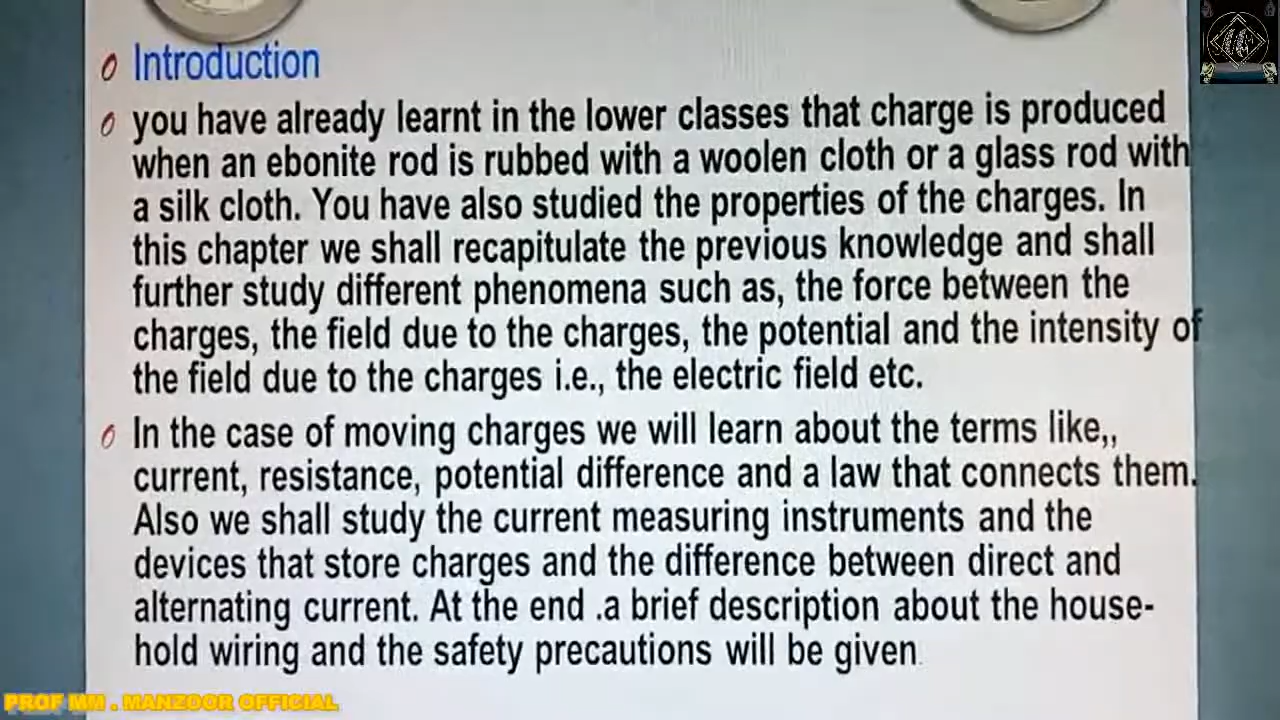 Introduction
you have already learnt in the lower classes that charge is produced
when an ebonite rod is rubbed with a woolen cloth or a glass rod with
a silk cloth. You have also studied the properties of the charges. In
this chapter we shall recapitulate the previous knowledge and shall
further study different phenomena such as, the force between the
charges, the field due to the charges, the potential and the intensity of
the field due to the charges i.e., the electric field etc.
In the case of moving charges we will learn about the terms like,,
current, resistance, potential difference and a law that connects them.
Also we shall study the current measuring instruments and the
devices that store charges and the difference between direct and
alternating current. At the end .a brief description about the house-
hold wiring and the safety precautions will be given
PROF MM . MANZOOR OFFICIAL